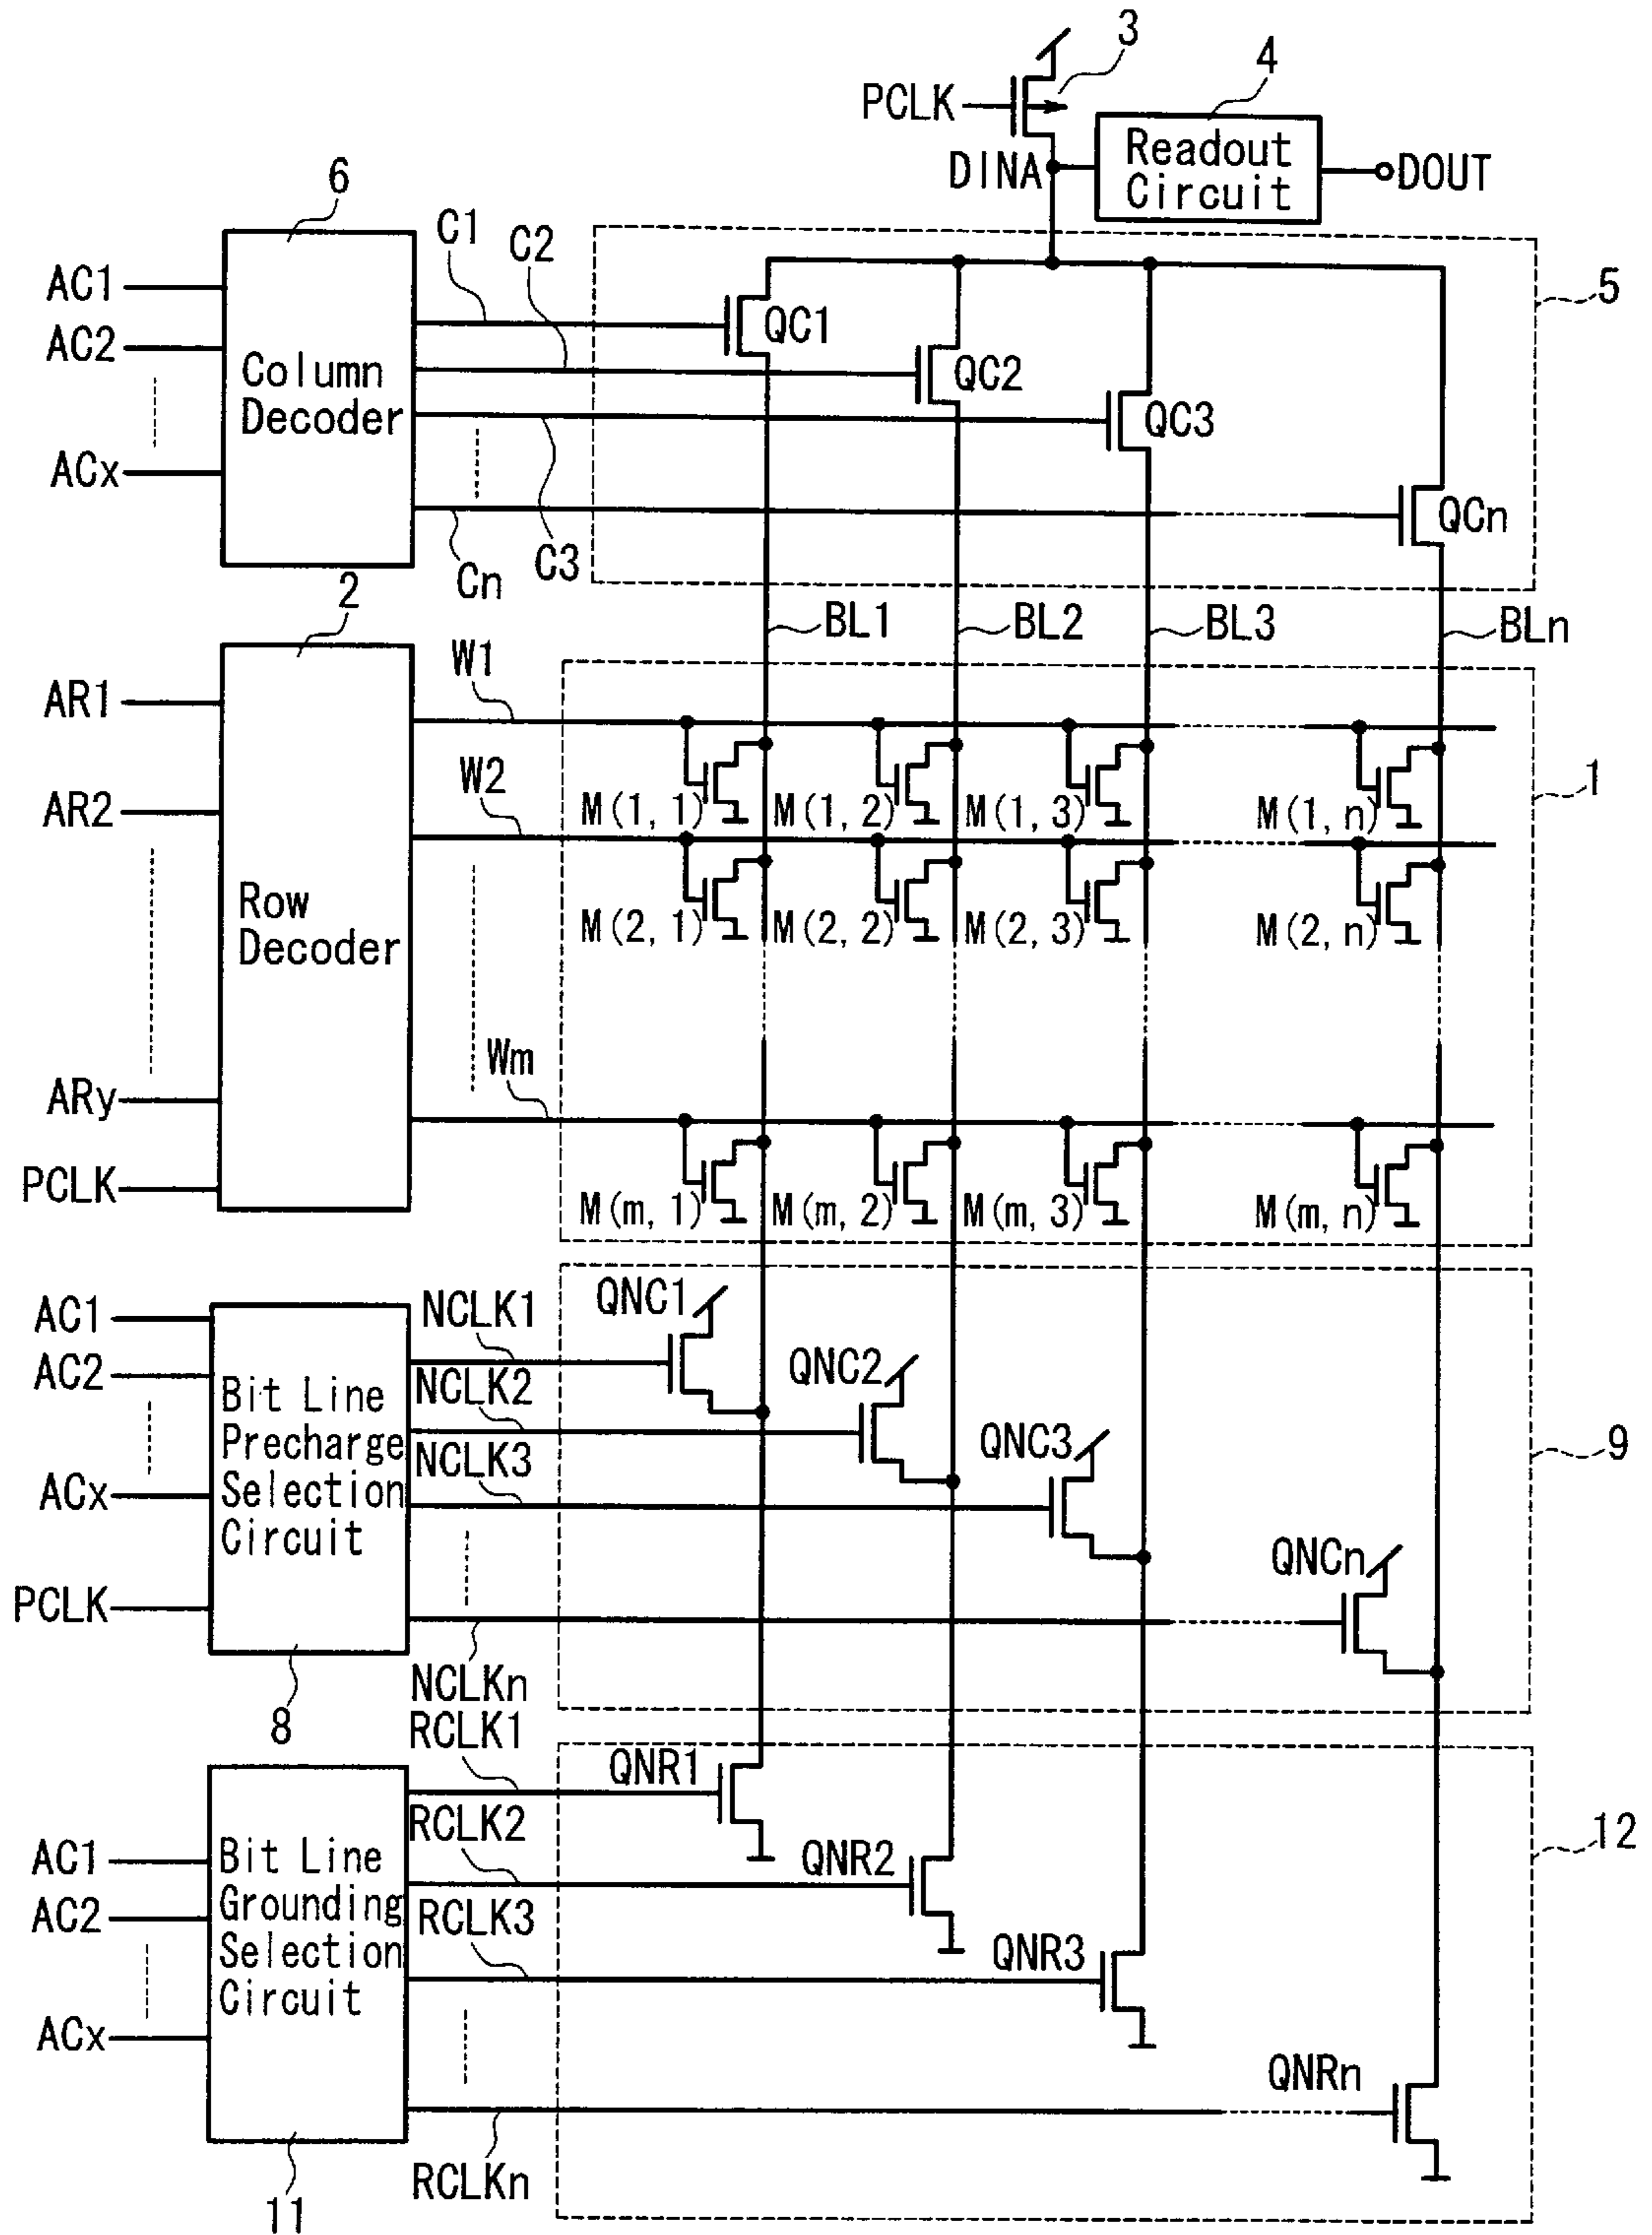 3
PCLK
4
DINA
Readout
Circuit
DOUT
6
C1
C2
AC1
AC2
ACx
Column
Decoder
QC1
QC2
QC3
QCn
5
Cn
C3
2
BL1
BL2
BL3
BLn
W1
AR1
M(1, 1)
M(1, 2)
M(1, 3)
M(1, n)
1
W2
AR2
Row
Decoder
M(2, 1)
M(2, 2)
M(2, 3)
M(2, n)
Wm
ARy
PCLK
M(m, 1)
M(m, 2)
M(m, 3)
M(m, n)
AC1
AC2
ACx
PCLK
Bit Line
Precharge
Selection
Circuit
NCLK1
NCLK2
NCLK3
NCLKn
QNC1
QNC2
QNC3
QNCn
9
8
RCLK1
RCLK2
RCLK3
RCLKn
AC1
AC2
ACx
Bit Line
Grounding
Selection
Circuit
QNR1
QNR2
QNR3
QNRn
12
11